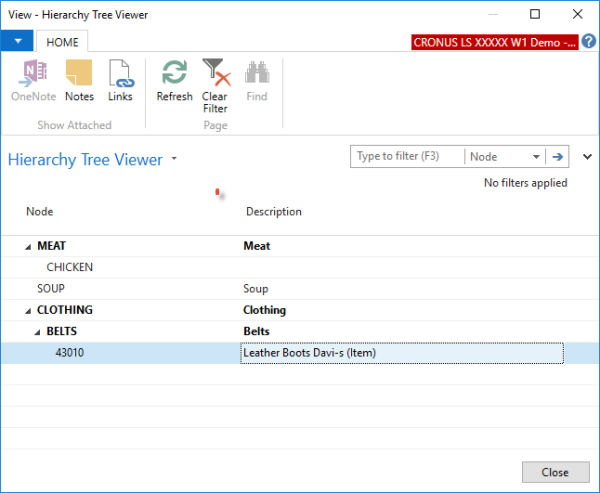 View - Hierarchy Tree Viewer
HOME
CRONUS LS XXXXX W1 Demo -...
?
OneNote Notes Links Refresh Clear Filter Find
Show Attached Page
Hierarchy Tree Viewer
Type to filter (F3) Node
No filters applied
Node Description
MEAT Meat
CHICKEN
SOUP Soup
CLOTHING Clothing
BELTS Belts
43010 Leather Boots Davi-s (Item)
Close